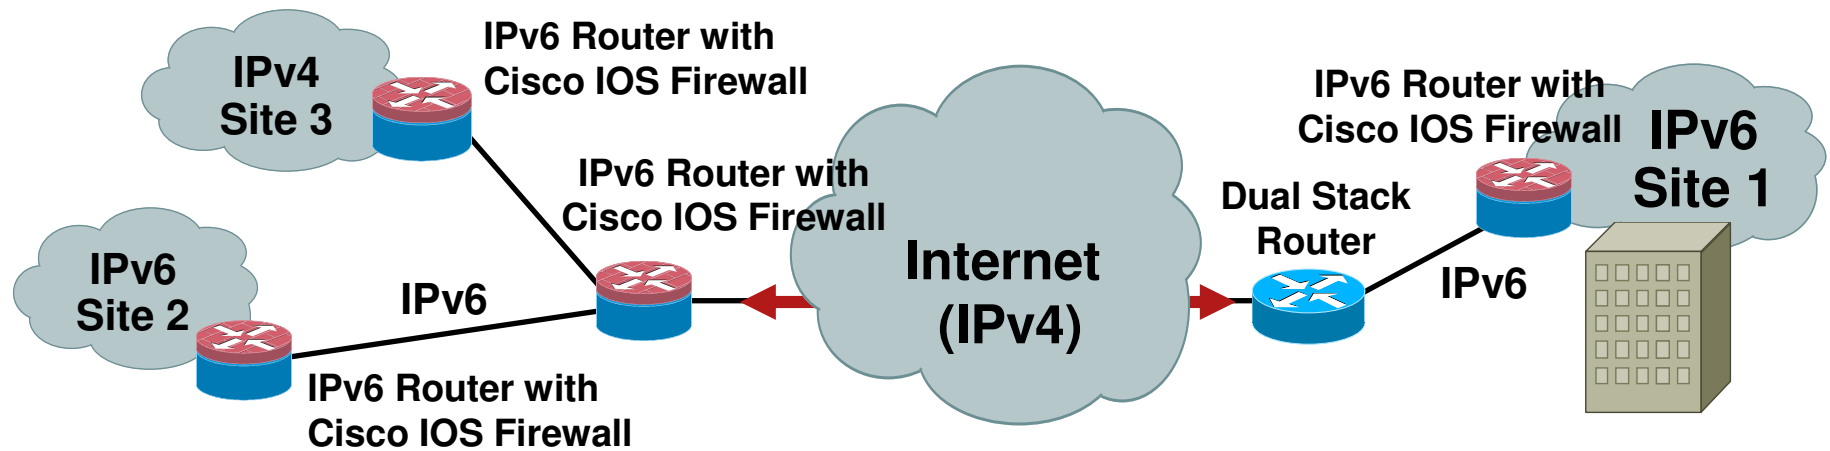 IPv4
Site 3
IPv6 Router with
Cisco IOS Firewall
IPv6 Router with
Cisco IOS Firewall
IPv6
Site 2
IPv6
IPv6 Router with
Cisco IOS Firewall
Internet
(IPv4)
Dual Stack
Router
IPv6 Router with
Cisco IOS Firewall
IPv6
Site 1
IPv6